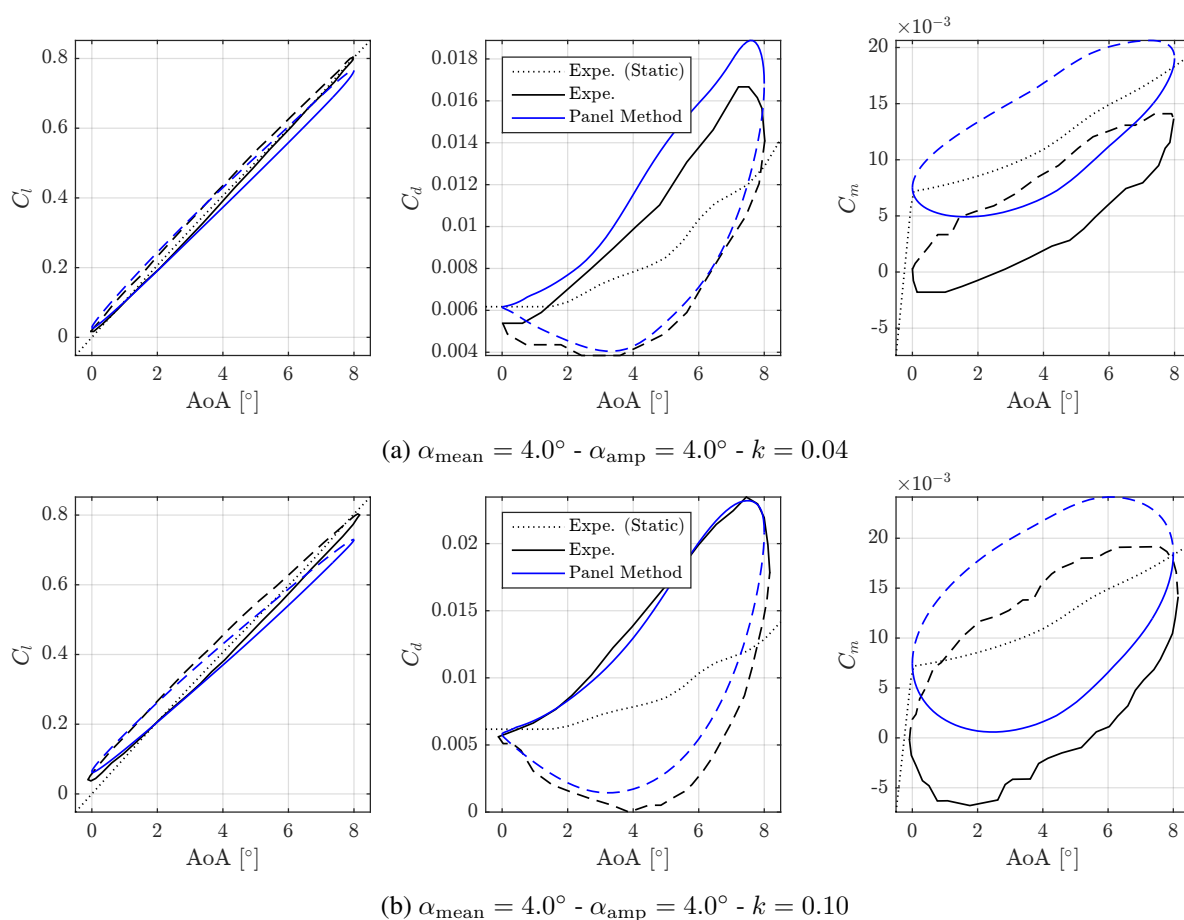 0.8
0.6
0.4
0.2
0
0 2 4 6 8
AoA [°]
C_l
0.018
0.016
0.014
0.012
0.010
0.008
0.006
0.004
0 2 4 6 8
AoA [°]
C_d
Expe. (Static)
Expe.
Panel Method
×10⁻³
20
15
10
5
0
-5
0 2 4 6 8
AoA [°]
C_m
(a) α_mean = 4.0° - α_amp = 4.0° - k = 0.04
0.8
0.6
0.4
0.2
0
0 2 4 6 8
AoA [°]
C_l
0.02
0.015
0.01
0.005
0
0 2 4 6 8
AoA [°]
C_d
Expe. (Static)
Expe.
Panel Method
×10⁻³
20
15
10
5
0
-5
0 2 4 6 8
AoA [°]
C_m
(b) α_mean = 4.0° - α_amp = 4.0° - k = 0.10